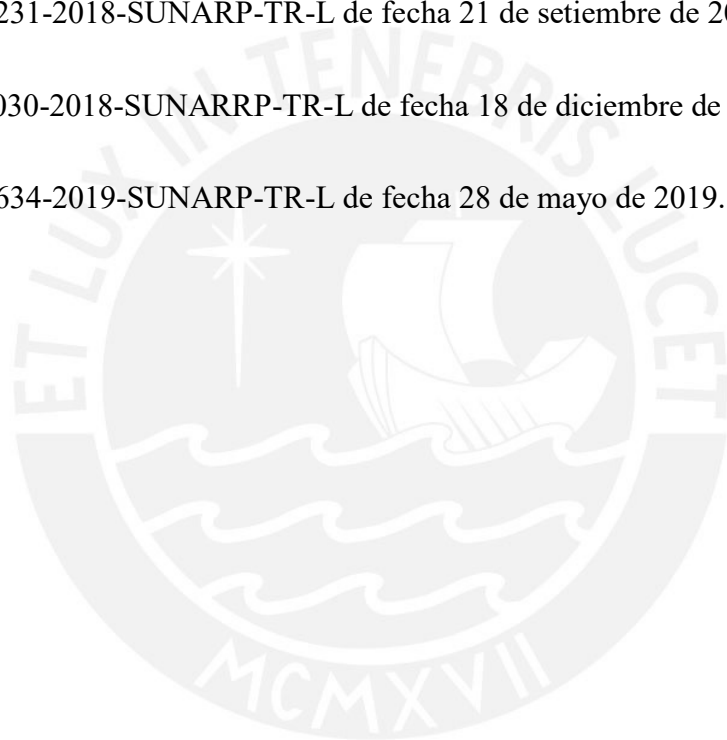 231-2018-SUNARP-TR-L de fecha 21 de setiembre de 20
030-2018-SUNARRP-TR-L de fecha 18 de diciembre de
634-2019-SUNARP-TR-L de fecha 28 de mayo de 2019.
ET LUX IN TENEBRIS LUCET
MCMXVII